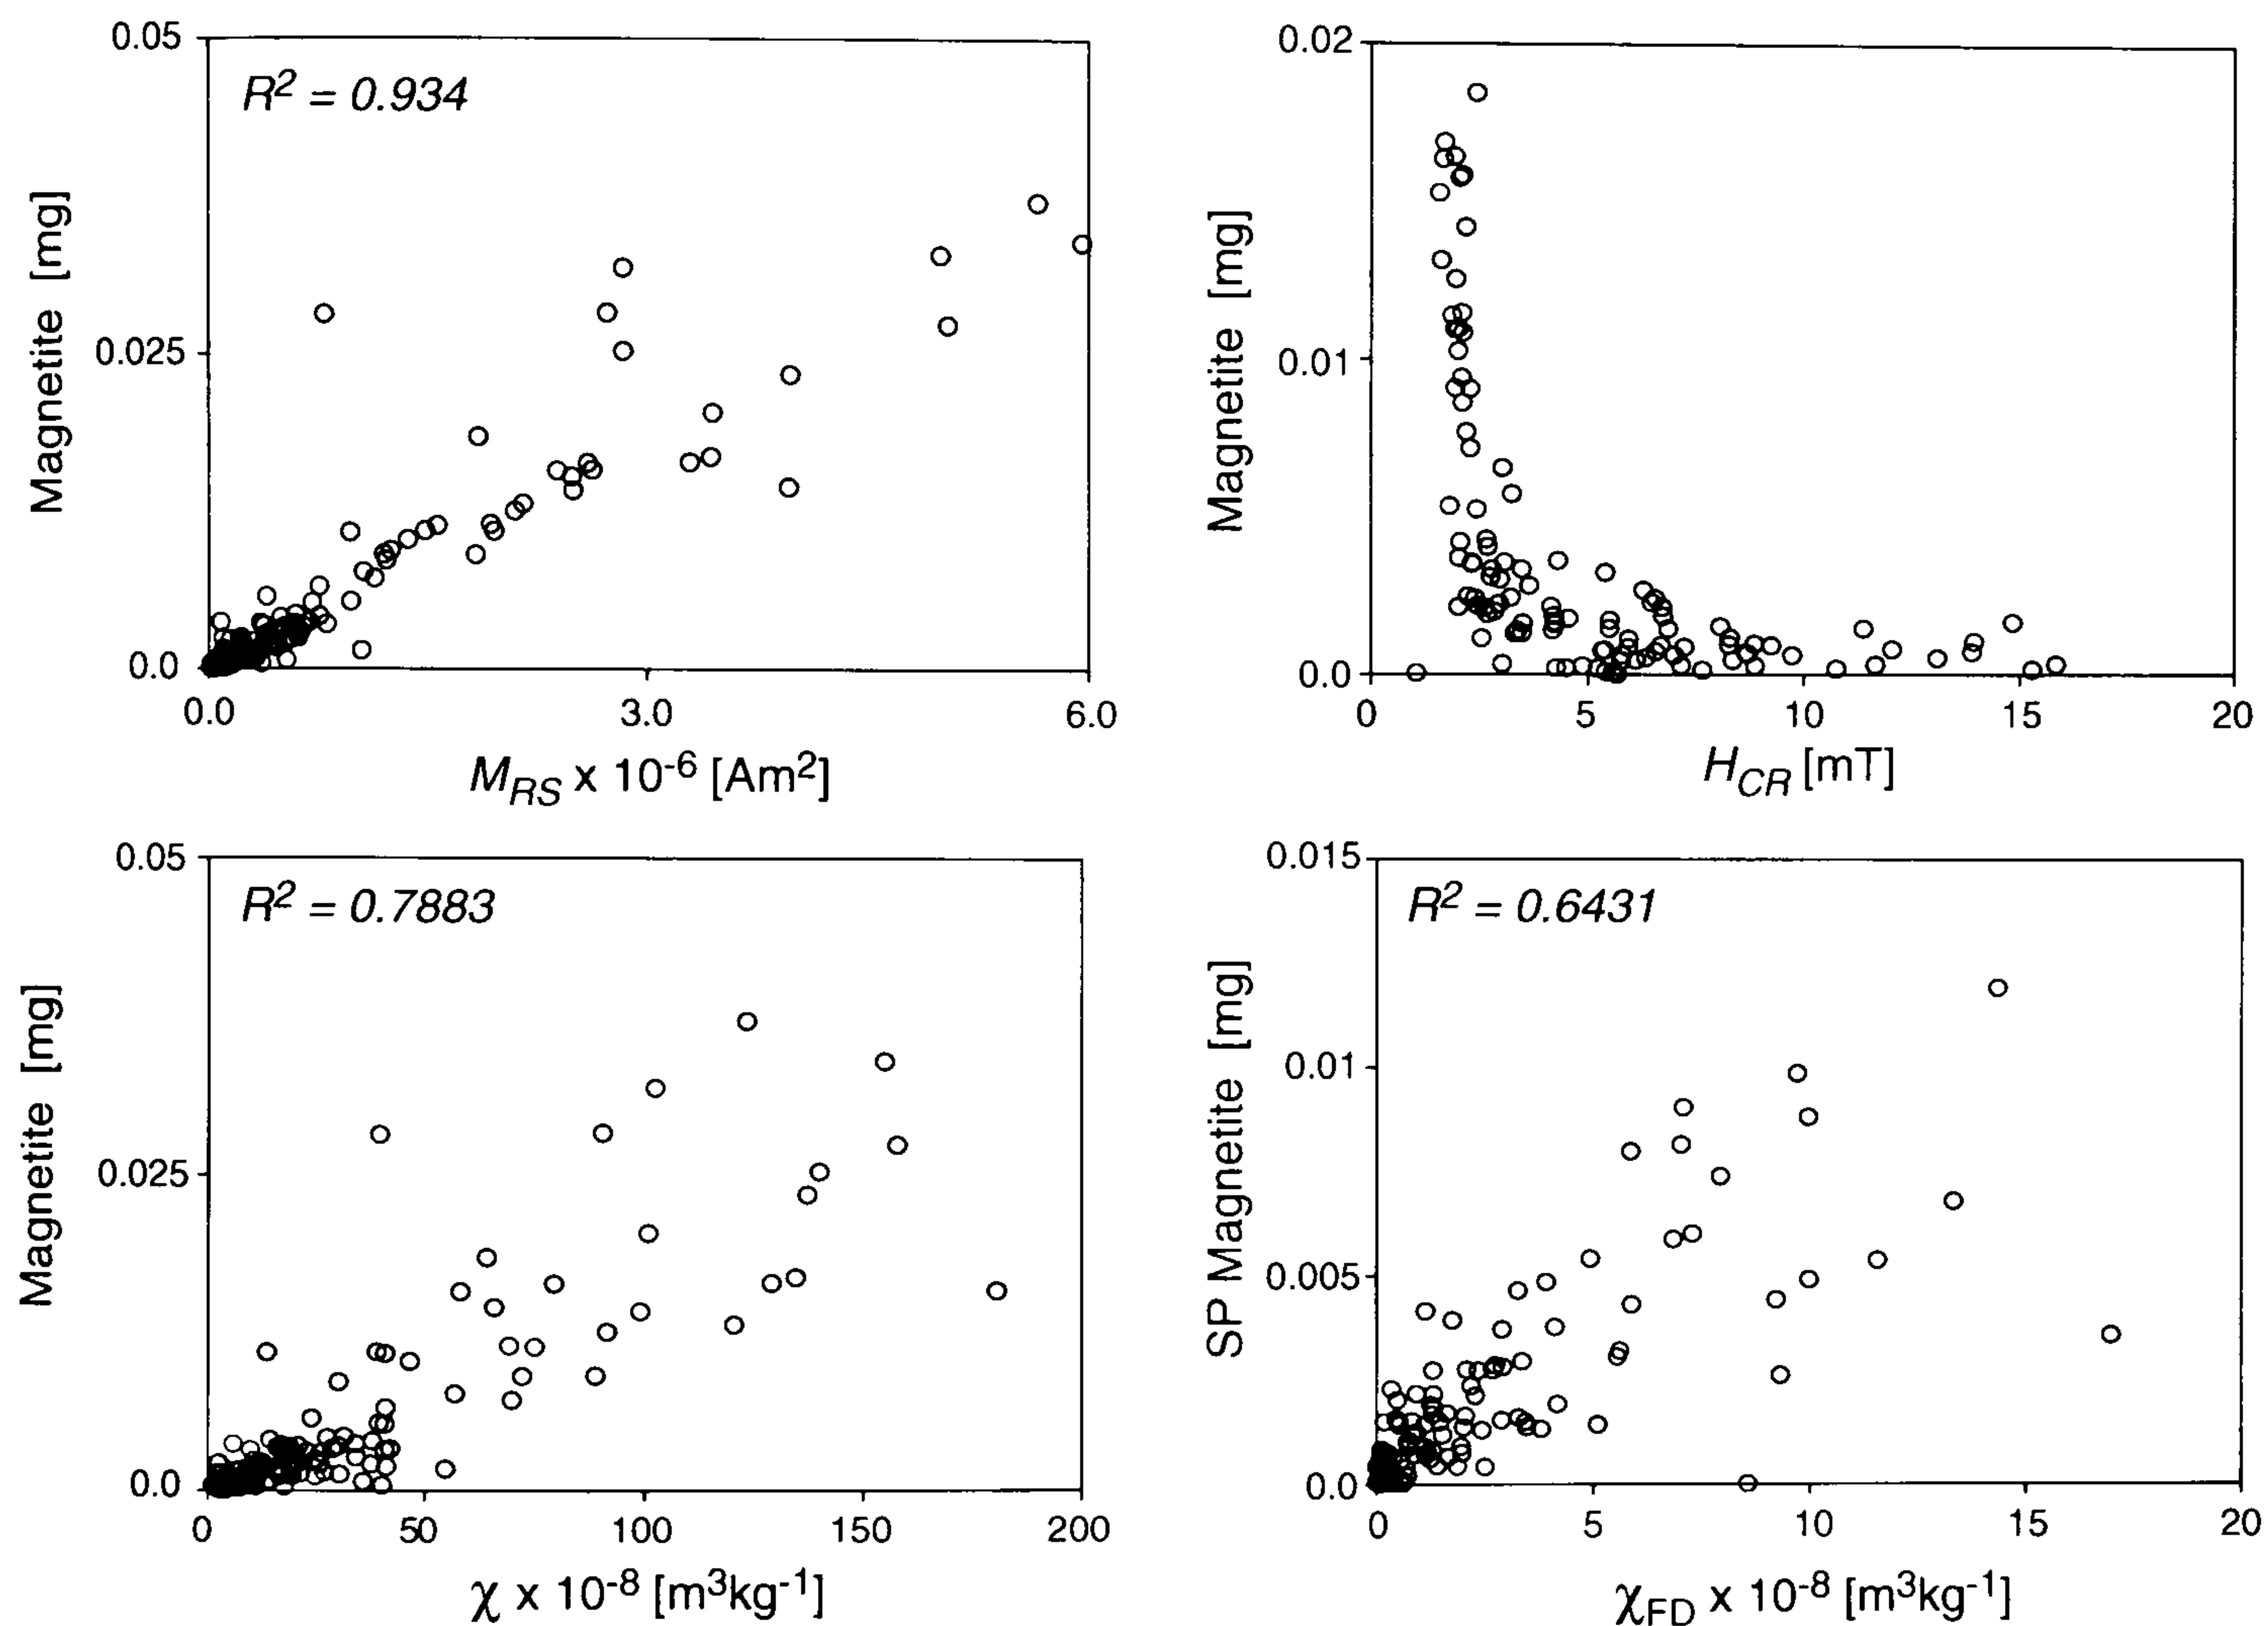 0.05
R² = 0.934
Magnetite [mg]
0.025
0.0
0.0 3.0 6.0
M_RS x 10⁻⁶ [Am²]
0.02
Magnetite [mg]
0.01
0.0
0 5 10 15 20
H_CR [mT]
0.05
R² = 0.7883
Magnetite [mg]
0.025
0.0
0 50 100 150 200
χ x 10⁻⁸ [m³kg⁻¹]
0.015
R² = 0.6431
SP Magnetite [mg]
0.01
0.005
0.0
0 5 10 15 20
χ_FD x 10⁻⁸ [m³kg⁻¹]